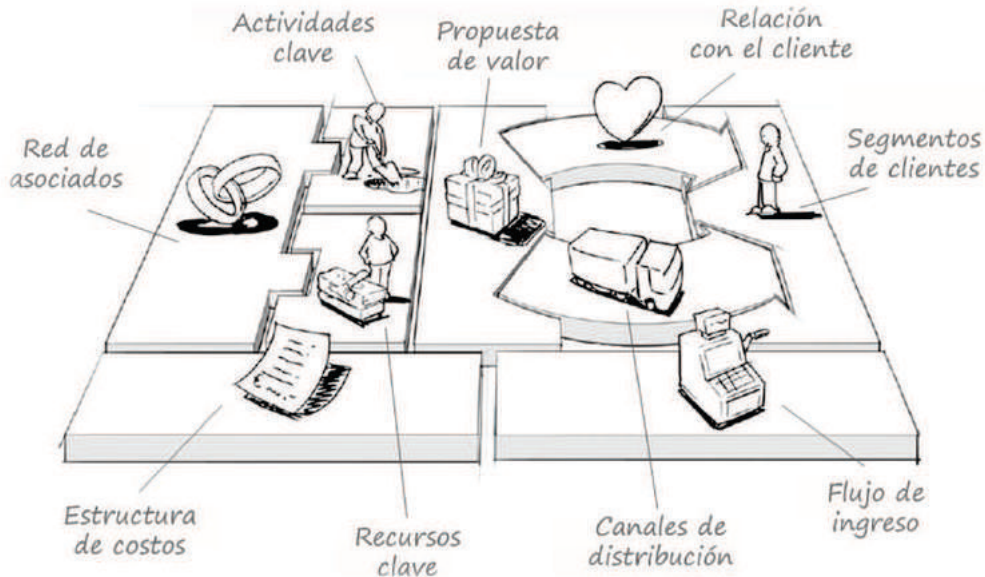 Actividades
clave
Propuesta
de valor
Relación
con el cliente
Red de
asociados
Segmentos
de clientes
Estructura
de costos
Recursos
clave
Canales de
distribución
Flujo de
ingreso